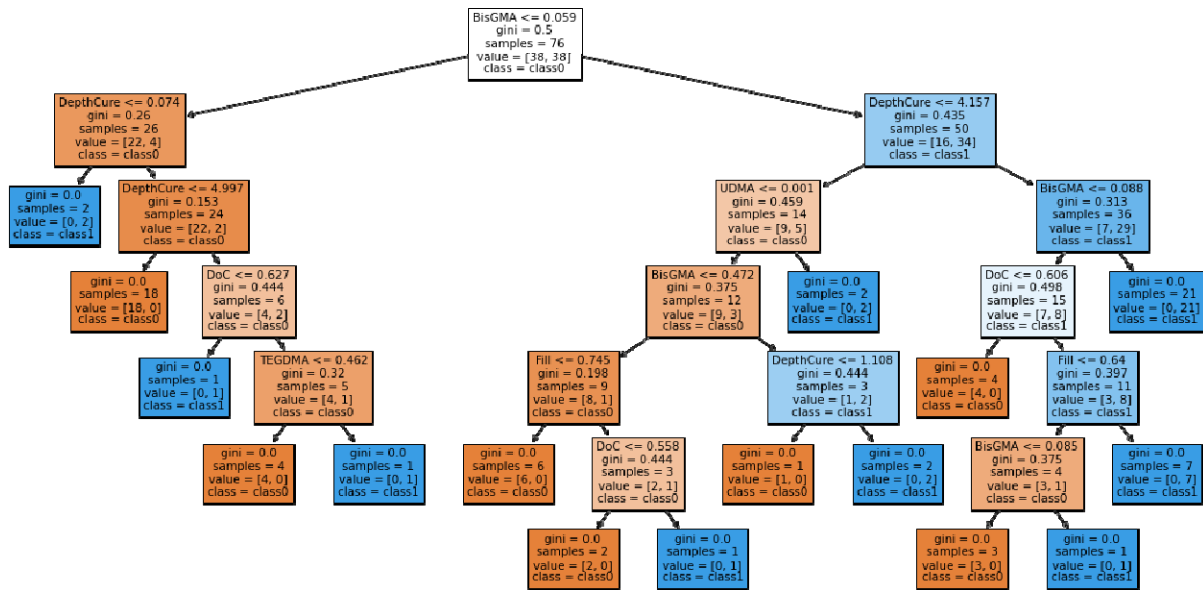 BisGMA <= 0.059
gini = 0.5
samples = 76
value = [38, 38]
class = class0
DepthCure <= 0.074
gini = 0.26
samples = 26
value = [22, 4]
class = class0
DepthCure <= 4.157
gini = 0.435
samples = 50
value = [16, 34]
class = class1
gini = 0.0
samples = 2
value = [0, 2]
class = class1
DepthCure <= 4.997
gini = 0.153
samples = 24
value = [22, 2]
class = class0
UDMA <= 0.001
gini = 0.459
samples = 14
value = [9, 5]
class = class0
BisGMA <= 0.088
gini = 0.313
samples = 36
value = [7, 29]
class = class1
gini = 0.0
samples = 18
value = [18, 0]
class = class0
DoC <= 0.627
gini = 0.444
samples = 6
value = [4, 2]
class = class0
BisGMA <= 0.472
gini = 0.375
samples = 12
value = [9, 3]
class = class0
gini = 0.0
samples = 2
value = [0, 2]
class = class1
DoC <= 0.606
gini = 0.498
samples = 15
value = [7, 8]
class = class1
gini = 0.0
samples = 21
value = [0, 21]
class = class1
gini = 0.0
samples = 1
value = [0, 1]
class = class1
TEGDMA <= 0.462
gini = 0.32
samples = 5
value = [4, 1]
class = class0
Fill <= 0.745
gini = 0.198
samples = 9
value = [8, 1]
class = class0
DepthCure <= 1.108
gini = 0.444
samples = 3
value = [1, 2]
class = class1
gini = 0.0
samples = 4
value = [4, 0]
class = class0
Fill <= 0.64
gini = 0.397
samples = 11
value = [3, 8]
class = class1
gini = 0.0
samples = 4
value = [4, 0]
class = class0
gini = 0.0
samples = 1
value = [0, 1]
class = class1
gini = 0.0
samples = 6
value = [6, 0]
class = class0
DoC <= 0.558
gini = 0.444
samples = 3
value = [2, 1]
class = class0
gini = 0.0
samples = 1
value = [1, 0]
class = class0
gini = 0.0
samples = 2
value = [0, 2]
class = class1
BisGMA <= 0.085
gini = 0.375
samples = 4
value = [3, 1]
class = class0
gini = 0.0
samples = 7
value = [0, 7]
class = class1
gini = 0.0
samples = 2
value = [2, 0]
class = class0
gini = 0.0
samples = 1
value = [0, 1]
class = class1
gini = 0.0
samples = 3
value = [3, 0]
class = class0
gini = 0.0
samples = 1
value = [0, 1]
class = class1